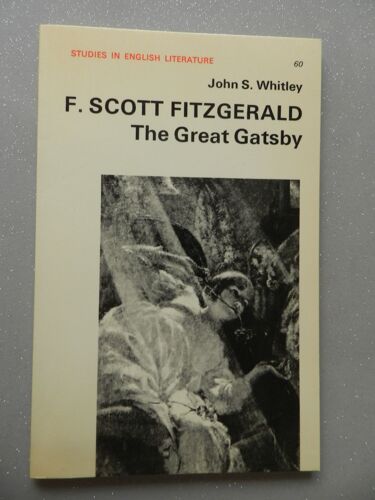 STUDIES IN ENGLISH LITERATURE 60
John S. Whitley
F. SCOTT FITZGERALD
The Great Gatsby